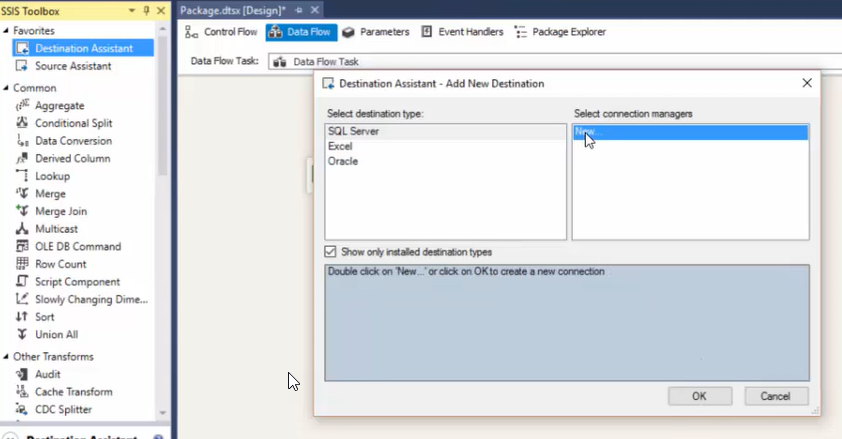 SSIS Toolbox
Favorites
Destination Assistant
Source Assistant
Common
Aggregate
Conditional Split
Data Conversion
Derived Column
Lookup
Merge
Merge Join
Multicast
OLE DB Command
Row Count
Script Component
Slowly Changing Dime...
Sort
Union All
Other Transforms
Audit
Cache Transform
CDC Splitter
Destination Assistant
Package.dtsx [Design]*
Control Flow
Data Flow
Parameters
Event Handlers
Package Explorer
Data Flow Task:
Data Flow Task
Destination Assistant - Add New Destination
Select destination type:
SQL Server
Excel
Oracle
Select connection managers
New...
Show only installed destination types
Double click on 'New...' or click on OK to create a new connection
OK
Cancel